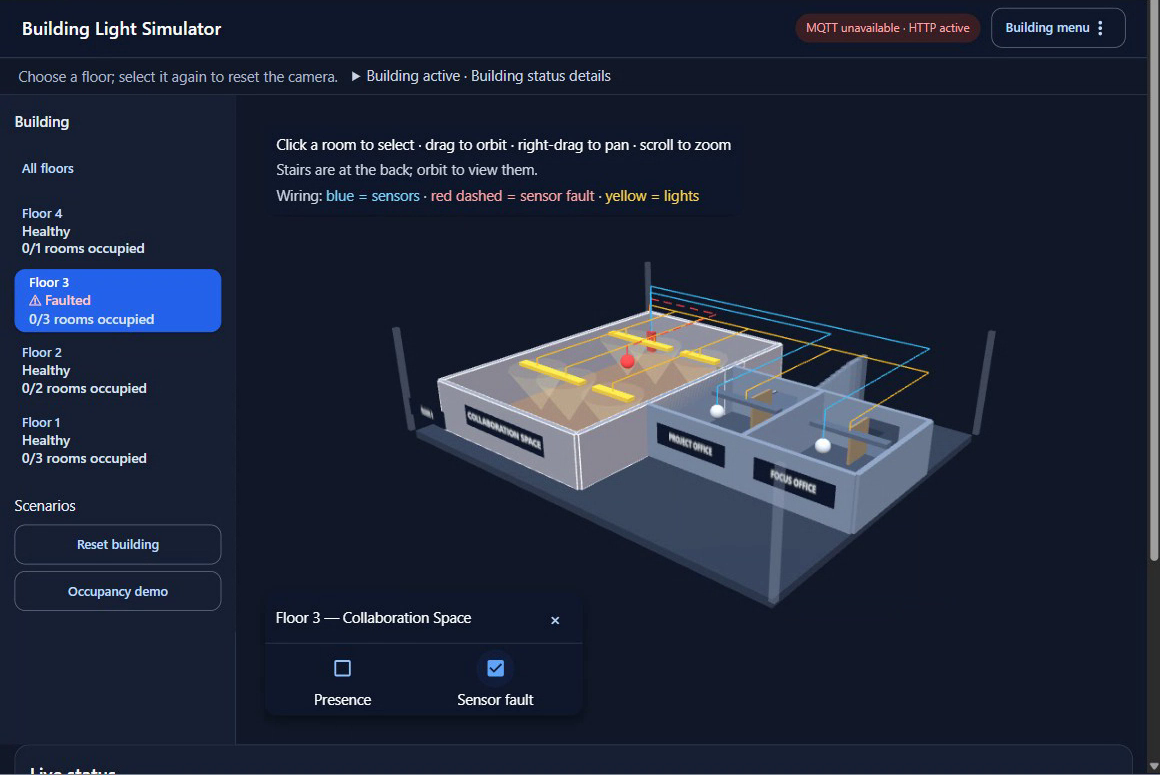 Building Light Simulator
MQTT unavailable · HTTP active
Building menu
Choose a floor; select it again to reset the camera.
Building active · Building status details
Building
All floors
Floor 4
Healthy
0/1 rooms occupied
Floor 3
⚠ Faulted
0/3 rooms occupied
Floor 2
Healthy
0/2 rooms occupied
Floor 1
Healthy
0/3 rooms occupied
Scenarios
Reset building
Occupancy demo
Click a room to select · drag to orbit · right-drag to pan · scroll to zoom
Stairs are at the back; orbit to view them.
Wiring: blue = sensors · red dashed = sensor fault · yellow = lights
COLLABORATION SPACE
PROJECT OFFICE
FOCUS OFFICE
Floor 3 — Collaboration Space
×
Presence
Sensor fault
Live status